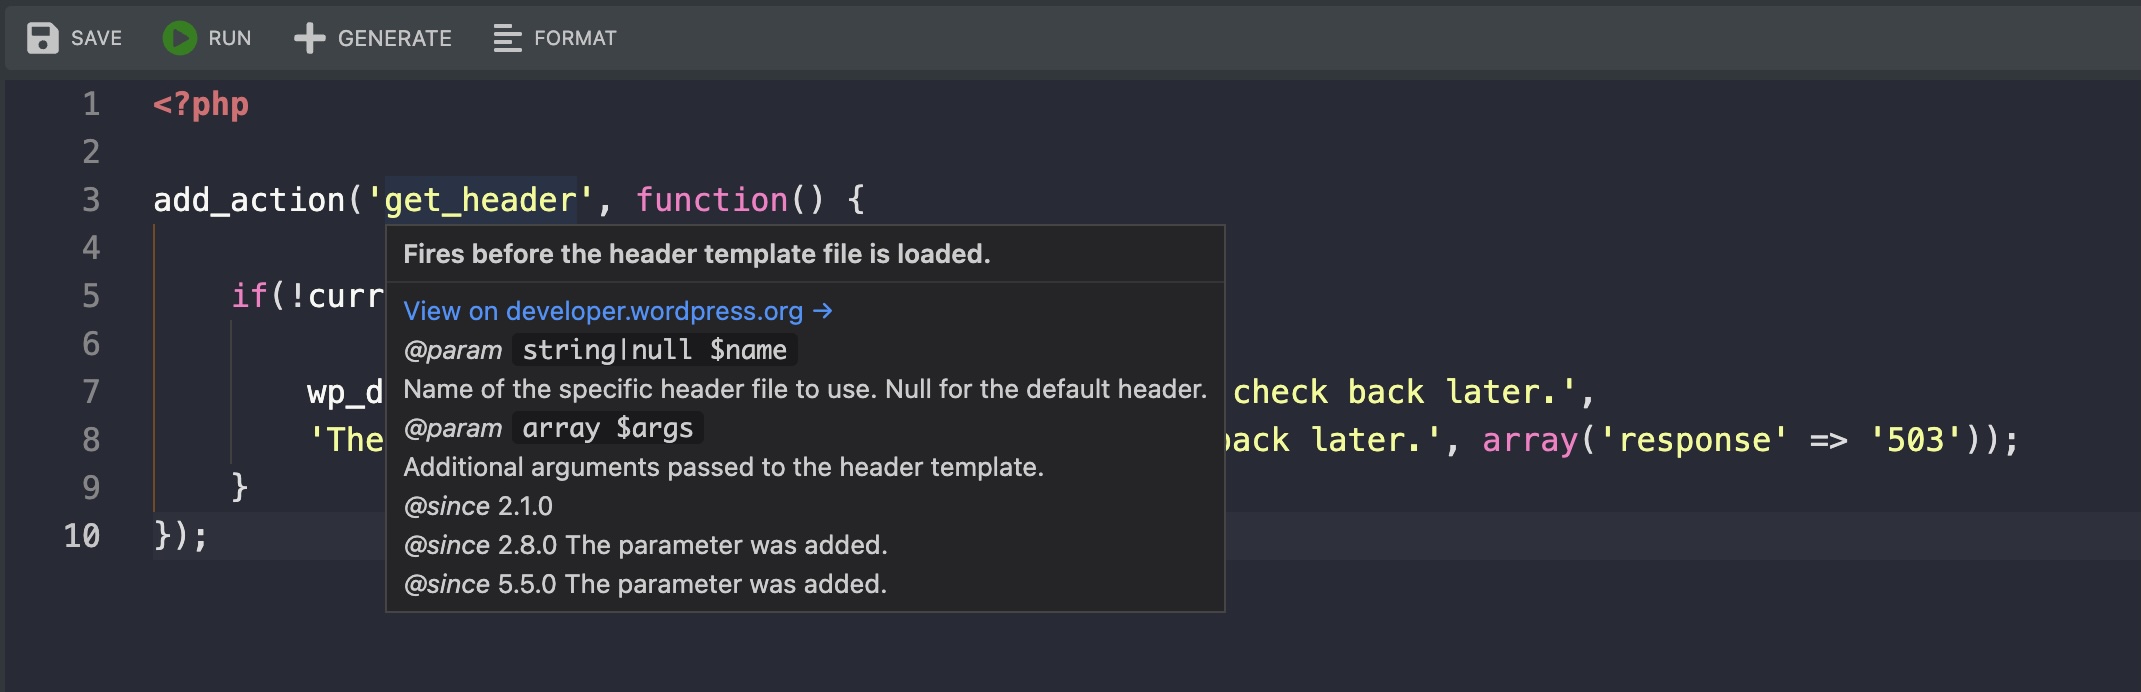 SAVE RUN GENERATE FORMAT
1 <?php
2
3 add_action('get_header', function() {
4
Fires before the header template file is loaded.
5 if(!curr
View on developer.wordpress.org →
6
@param string|null $name
7 wp_d check back later.',
Name of the specific header file to use. Null for the default header.
@param array $args
8 'The back later.', array('response' => '503'));
Additional arguments passed to the header template.
9 }
@since 2.1.0
10 });
@since 2.8.0 The parameter was added.
@since 5.5.0 The parameter was added.